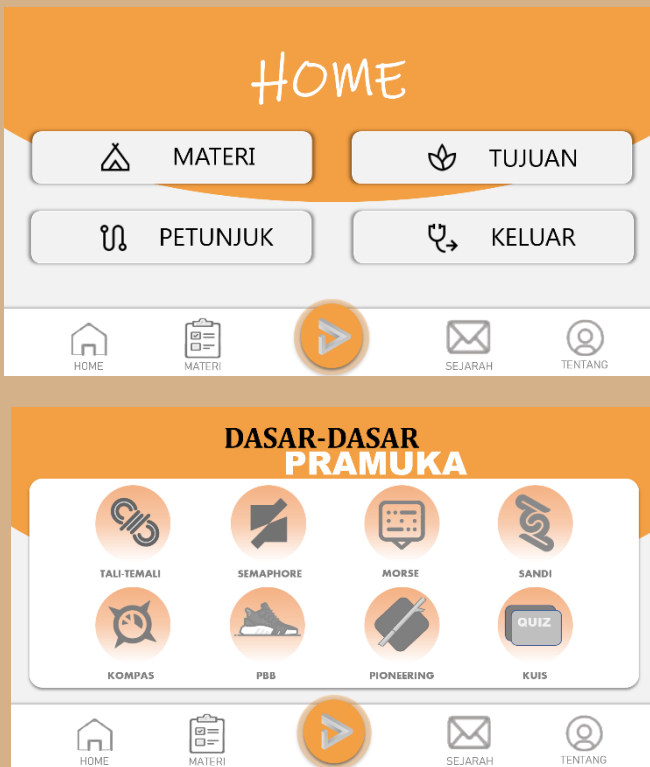 HOME
MATERI
TUJUAN
PETUNJUK
KELUAR
HOME
MATERI
SEJARAH
TENTANG
DASAR-DASAR
PRAMUKA
TALI-TEMALI
SEMAPHORE
MORSE
SANDI
QUIZ
KOMPAS
PBB
PIONEERING
KUIS
HOME
MATERI
SEJARAH
TENTANG